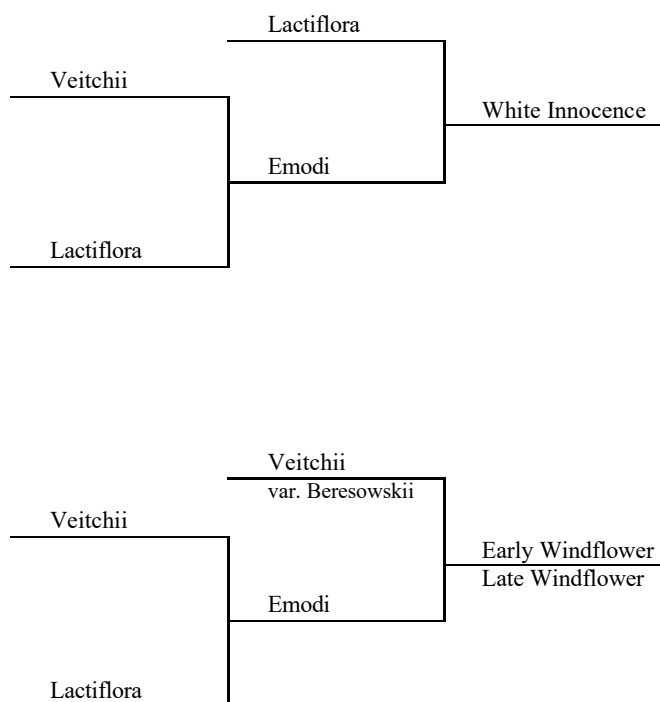 Lactiflora
Veitchii
White Innocence
Emodi
Lactiflora
Veitchii
var. Beresowskii
Veitchii
Early Windflower
Late Windflower
Emodi
Lactiflora